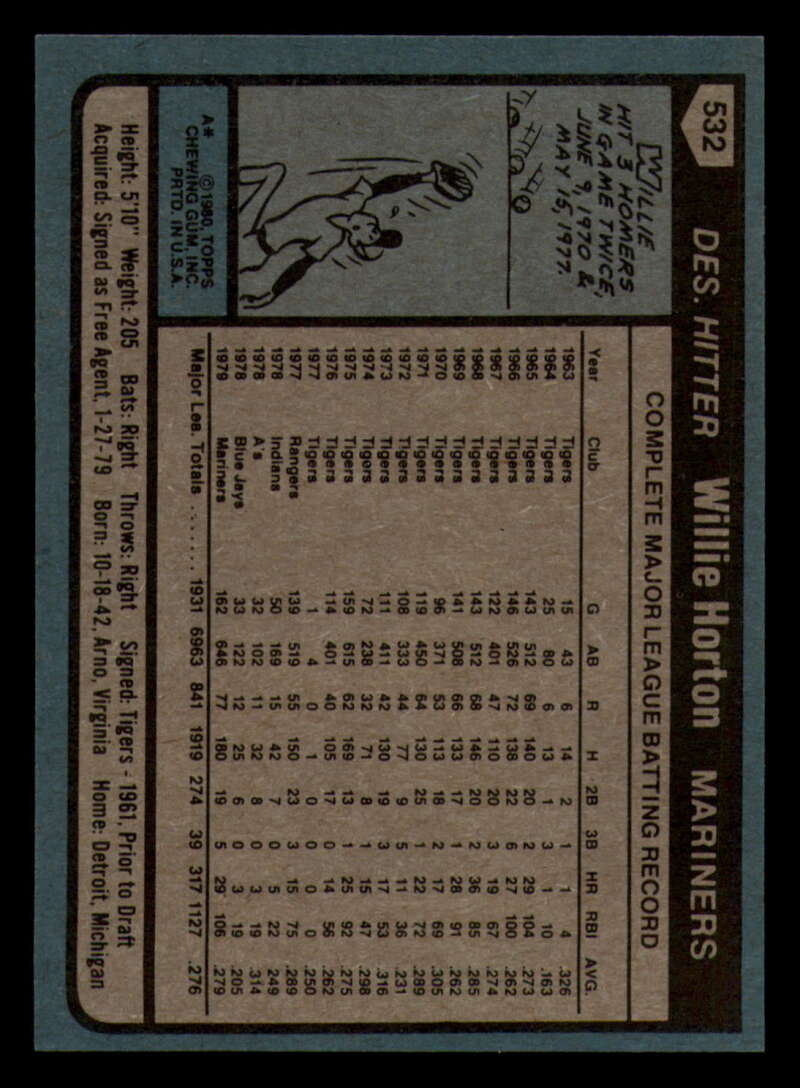 532 DES. HITTER Willie Horton MARINERS
WILLIE
HIT 3 HOMERS
IN GAME TWICE,
JUNE 9, 1970 &
MAY 15, 1977.
A* © 1980, TOPPS
CHEWING GUM, INC.
PRTD. IN U.S.A.
COMPLETE MAJOR LEAGUE BATTING RECORD
Year Club G AB R H 2B 3B HR RBI AVG.
1963 Tigers 15 43 6 14 2 1 1 4 .326
1964 Tigers 25 80 6 13 1 3 1 10 .163
1965 Tigers 143 512 69 140 20 2 29 104 .273
1966 Tigers 146 526 72 138 22 6 27 100 .262
1967 Tigers 122 401 47 110 20 3 19 67 .274
1968 Tigers 143 512 68 146 20 2 36 85 .285
1969 Tigers 141 508 66 133 17 1 28 91 .262
1970 Tigers 96 371 53 113 18 2 17 69 .305
1971 Tigers 119 450 64 130 25 1 22 72 .289
1972 Tigers 108 333 44 77 9 5 11 36 .231
1973 Tigers 111 411 42 130 19 3 17 53 .316
1974 Tigers 72 238 32 71 8 1 15 47 .298
1975 Tigers 159 615 62 169 13 1 25 92 .275
1976 Tigers 114 401 40 105 17 0 14 56 .262
1977 Tigers 1 4 0 1 0 0 0 0 .250
1977 Rangers 139 519 55 150 23 3 15 75 .289
1978 Indians 50 169 15 42 7 0 5 22 .249
1978 A's 32 102 11 32 8 0 3 19 .314
1978 Blue Jays 33 122 12 25 6 0 3 19 .205
1979 Mariners 162 646 77 180 19 5 29 106 .279
Major Lea. Totals ....... 1931 6963 841 1919 274 39 317 1127 .276
Height: 5'10" Weight: 205 Bats: Right Throws: Right Signed: Tigers - 1961, Prior to Draft
Acquired: Signed as Free Agent, 1-27-79 Born: 10-18-42, Arno, Virginia Home: Detroit, Michigan